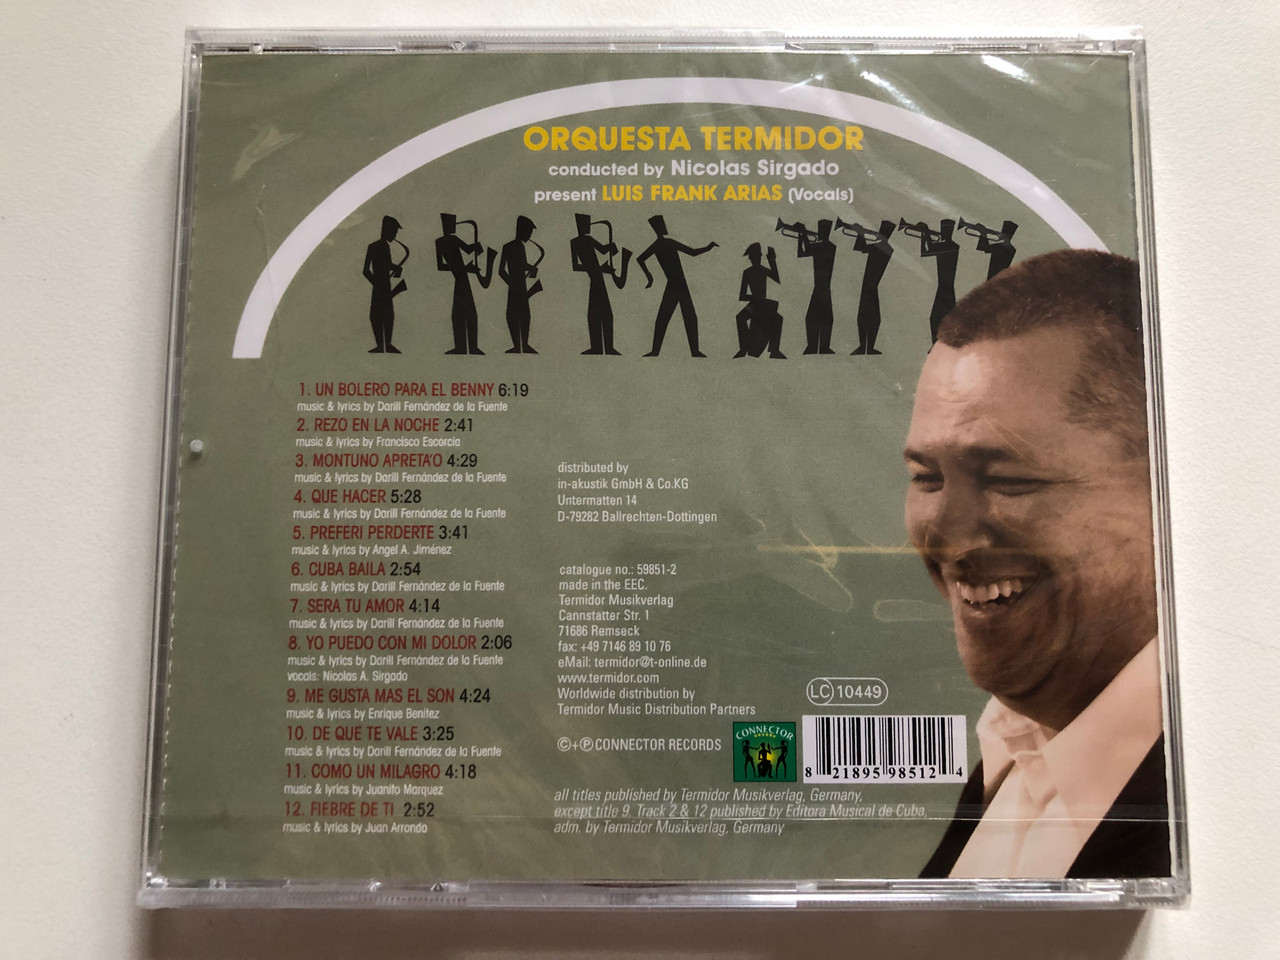 ORQUESTA TERMIDOR
conducted by Nicolas Sirgado
present LUIS FRANK ARIAS (Vocals)
1. UN BOLERO PARA EL BENNY 6:19
music & lyrics by Darill Fernández de la Fuente
2. REZO EN LA NOCHE 2:41
music & lyrics by Francisco Escorcia
3. MONTUNO APRETA'O 4:29
music & lyrics by Darill Fernández de la Fuente
4. QUE HACER 5:28
music & lyrics by Darill Fernández de la Fuente
5. PREFERI PERDERTE 3:41
music & lyrics by Angel A. Jiménez
6. CUBA BAILA 2:54
music & lyrics by Darill Fernández de la Fuente
7. SERA TU AMOR 4:14
music & lyrics by Darill Fernández de la Fuente
8. YO PUEDO CON MI DOLOR 2:06
music & lyrics by Darill Fernández de la Fuente
vocals: Nicolas A. Sirgado
9. ME GUSTA MAS EL SON 4:24
music & lyrics by Enrique Benitez
10. DE QUE TE VALE 3:25
music & lyrics by Darill Fernández de la Fuente
11. COMO UN MILAGRO 4:18
music & lyrics by Juanito Marquez
12. FIEBRE DE TI 2:52
music & lyrics by Juan Arrondo
distributed by
in-akustik GmbH & Co.KG
Untermatten 14
D-79282 Ballrechten-Dottingen
catalogue no.: 59851-2
made in the EEC.
Termidor Musikverlag
Cannstatter Str. 1
71686 Remseck
fax: +49 7146 89 10 76
eMail: termidor@t-online.de
www.termidor.com
Worldwide distribution by
Termidor Music Distribution Partners
©+℗ CONNECTOR RECORDS
CONNECTOR
LC 10449
8 21895 98512 4
all titles published by Termidor Musikverlag, Germany,
except title 9. Track 2 & 12 published by Editora Musical de Cuba,
adm. by Termidor Musikverlag, Germany